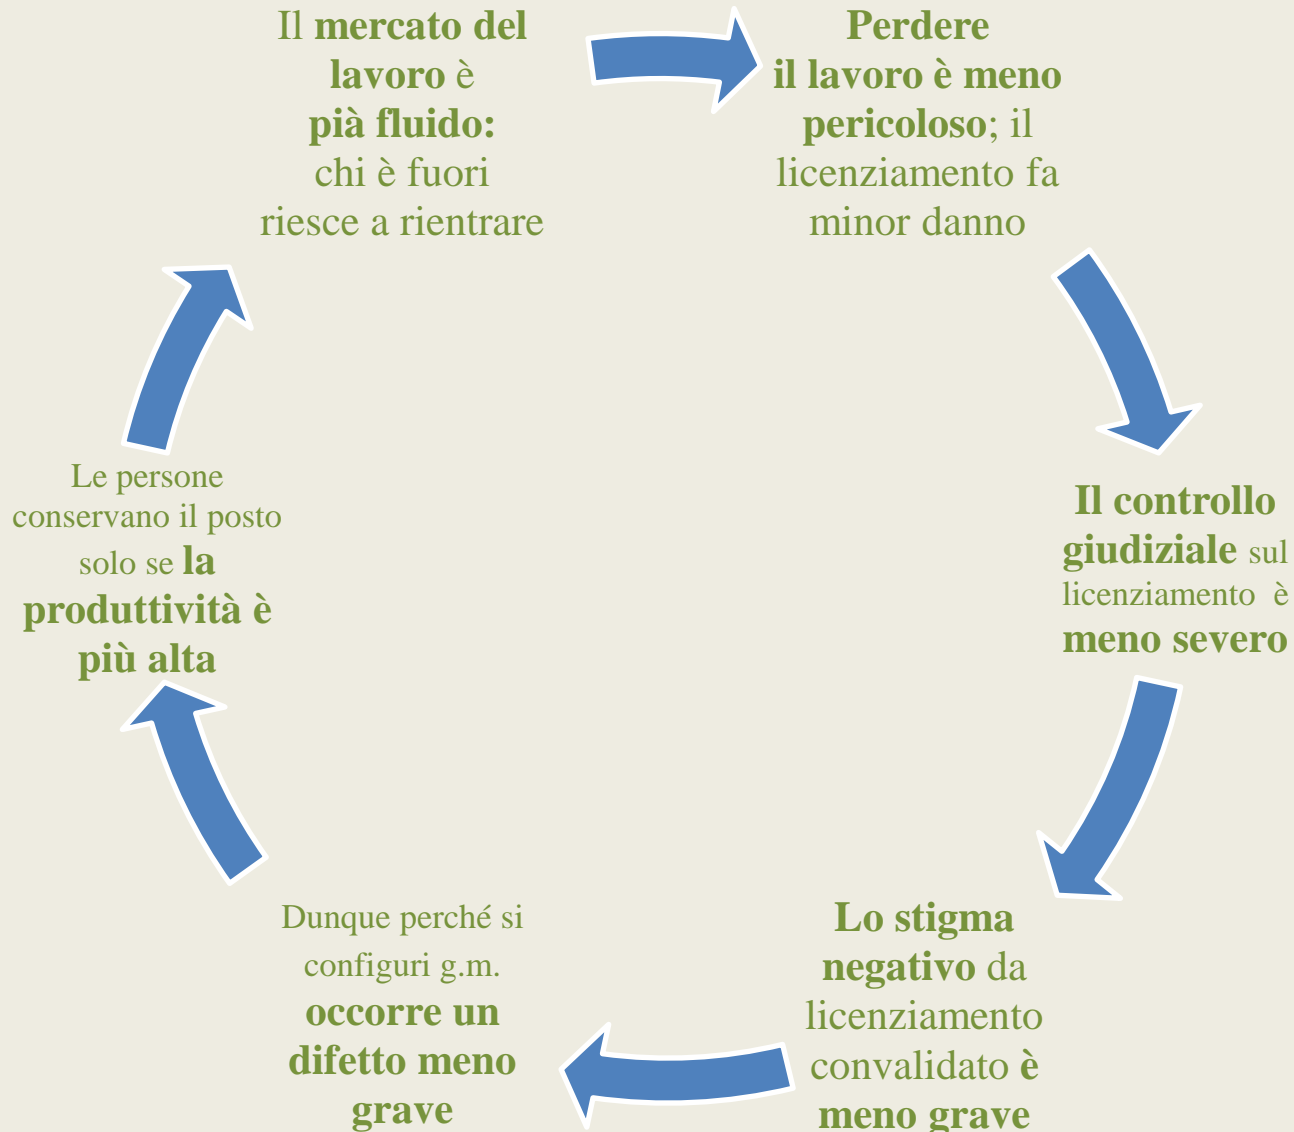 Il mercato del
lavoro è
pià fluido:
chi è fuori
riesce a rientrare
Perdere
il lavoro è meno
pericoloso; il
licenziamento fa
minor danno
Il controllo
giudiziale sul
licenziamento è
meno severo
Lo stigma
negativo da
licenziamento
convalidato è
meno grave
Dunque perché si
configuri g.m.
occorre un
difetto meno
grave
Le persone
conservano il posto
solo se la
produttività è
più alta